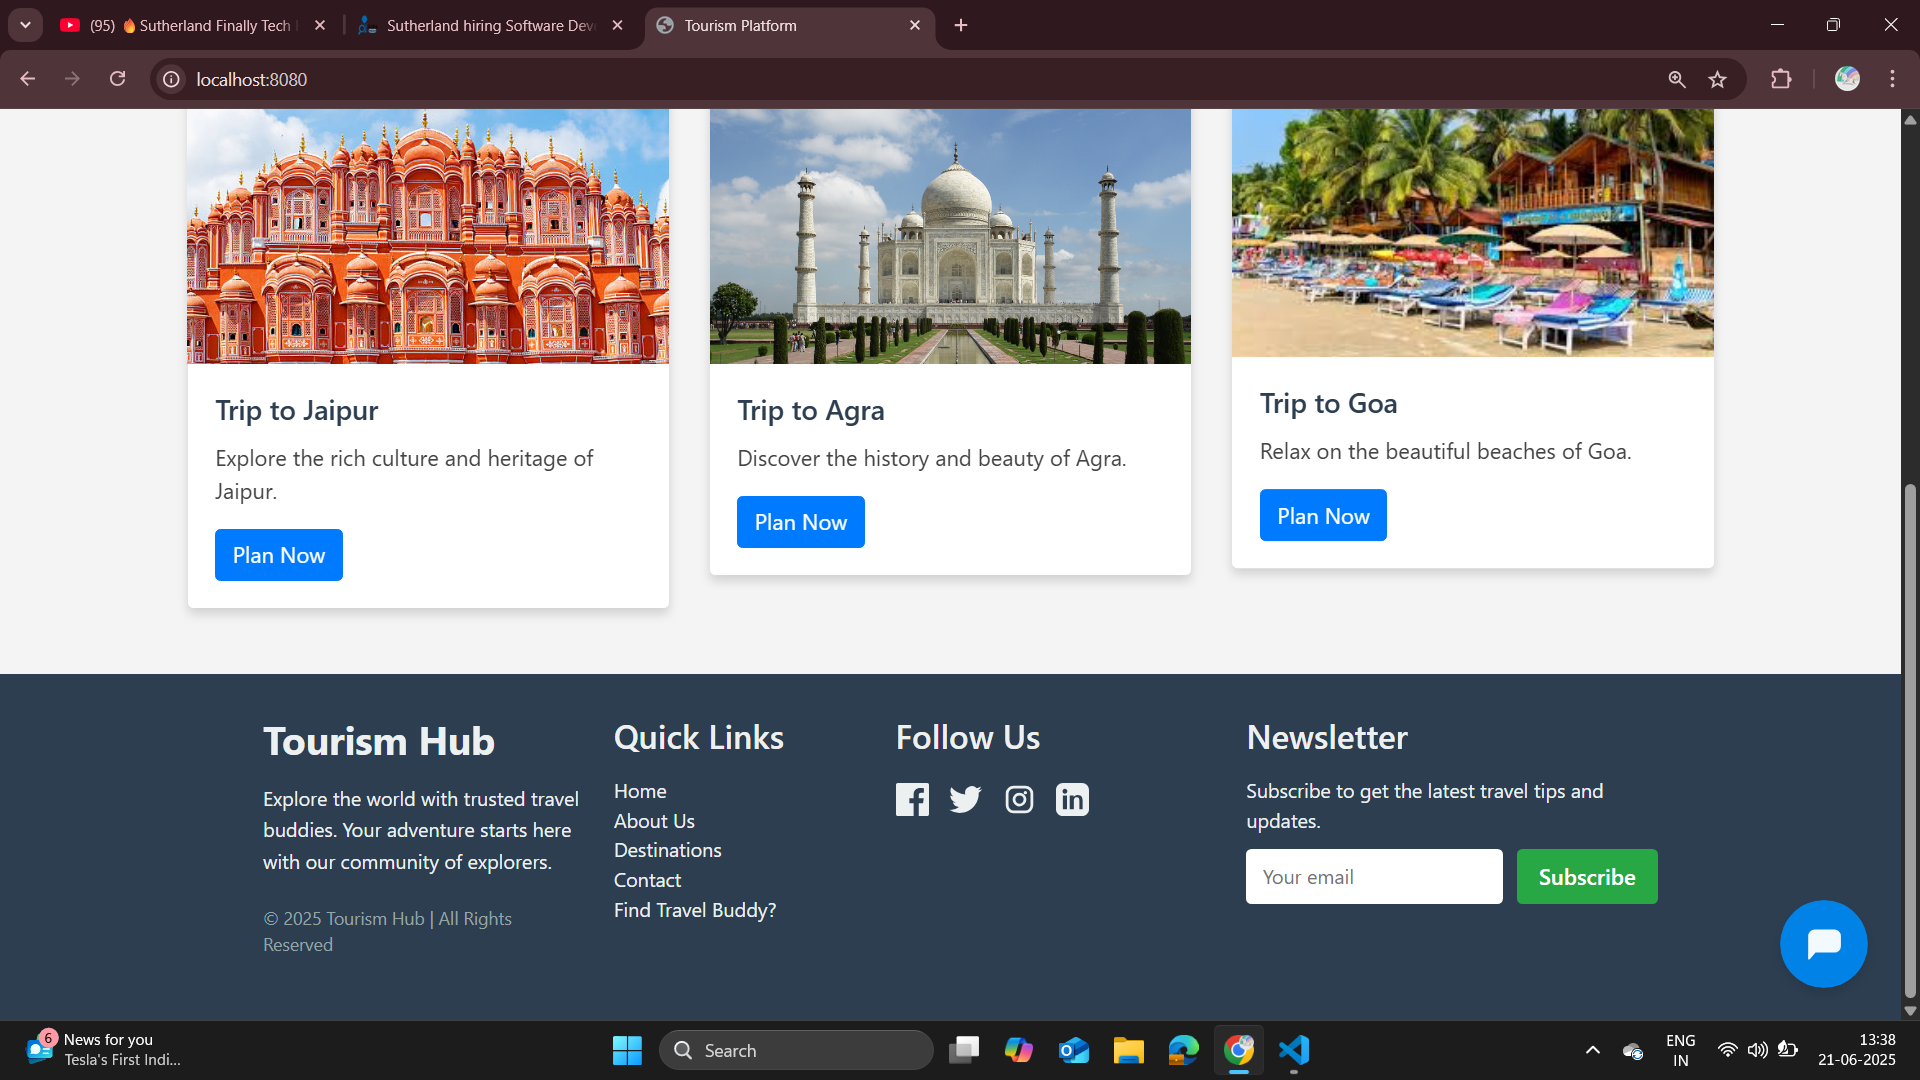 (95) 🔥 Sutherland Finally Tech
Sutherland hiring Software Dev
Tourism Platform
localhost:8080
Trip to Jaipur
Explore the rich culture and heritage of
Jaipur.
Plan Now
Trip to Agra
Discover the history and beauty of Agra.
Plan Now
Trip to Goa
Relax on the beautiful beaches of Goa.
Plan Now
Tourism Hub
Explore the world with trusted travel
buddies. Your adventure starts here
with our community of explorers.
© 2025 Tourism Hub | All Rights
Reserved
Quick Links
Home
About Us
Destinations
Contact
Find Travel Buddy?
Follow Us
Newsletter
Subscribe to get the latest travel tips and
updates.
Your email
Subscribe
6
News for you
Tesla's First Indi...
Search
ENG
IN
13:38
21-06-2025